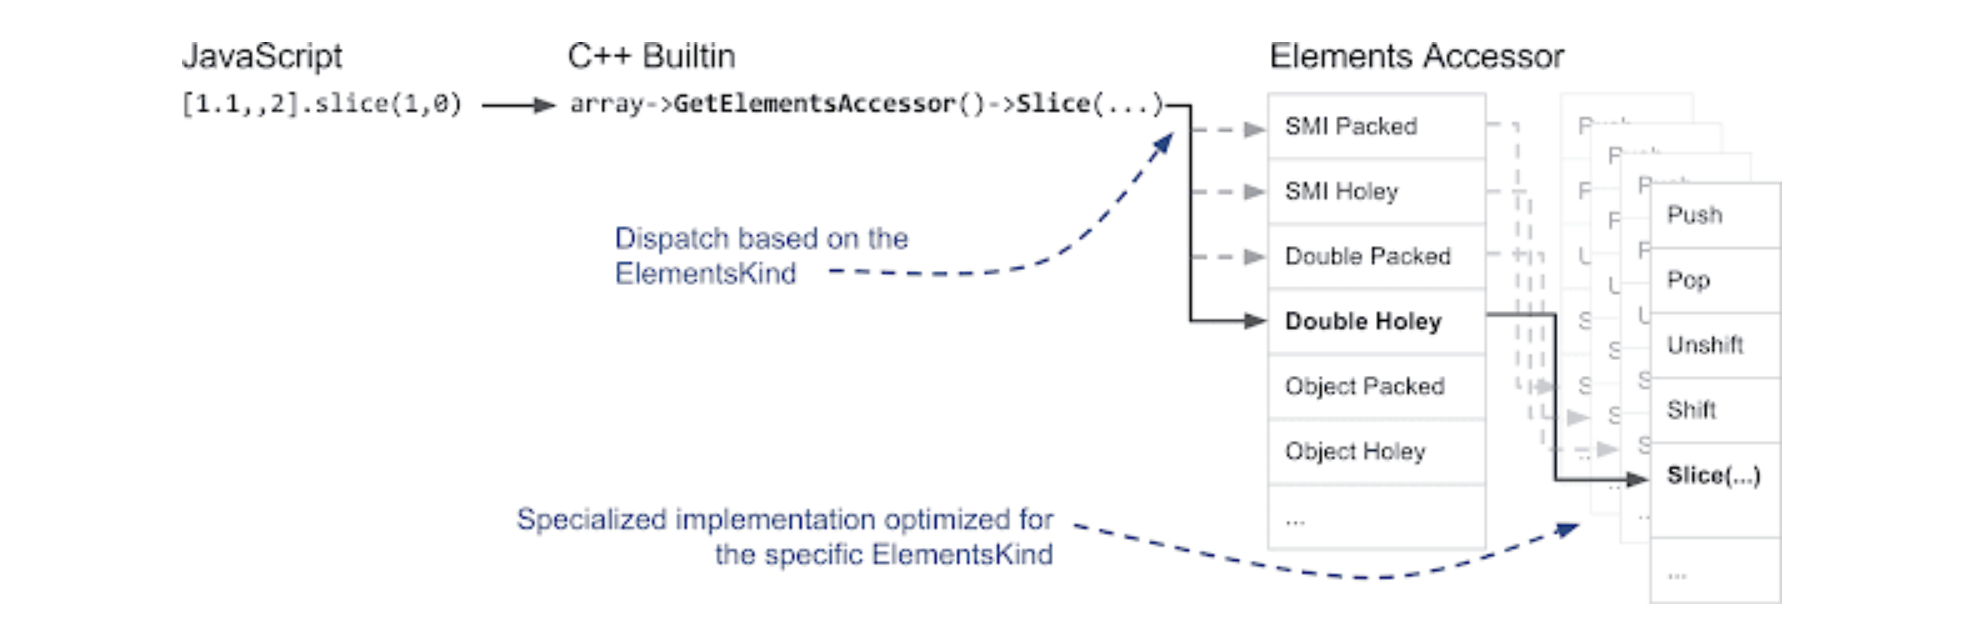 JavaScript
[1.1,,2].slice(1,0)
C++ Builtin
array->GetElementsAccessor()->Slice(...)
Elements Accessor
SMI Packed
SMI Holey
Double Packed
Double Holey
Object Packed
Object Holey
...
Dispatch based on the
ElementsKind
Specialized implementation optimized for
the specific ElementsKind
Push
Pop
Unshift
Shift
Slice(...)
...